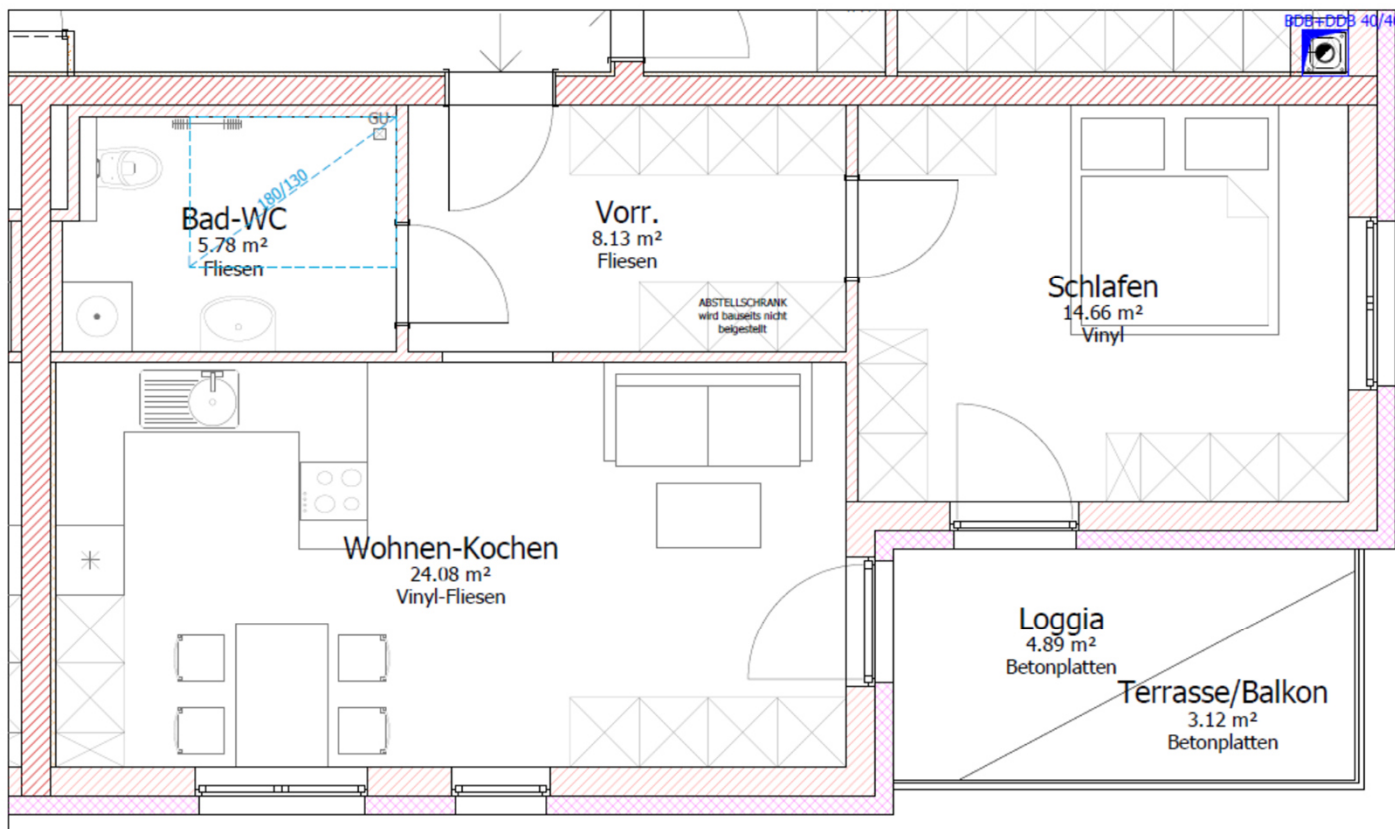 BDB+DDB 40/40
GU
180/130
Bad-WC
5.78 m²
Fliesen
Vorr.
8.13 m²
Fliesen
ABSTELLSCHRANK
wird bauseits nicht
beigestellt
Schlafen
14.66 m²
Vinyl
Wohnen-Kochen
24.08 m²
Vinyl-Fliesen
Loggia
4.89 m²
Betonplatten
Terrasse/Balkon
3.12 m²
Betonplatten